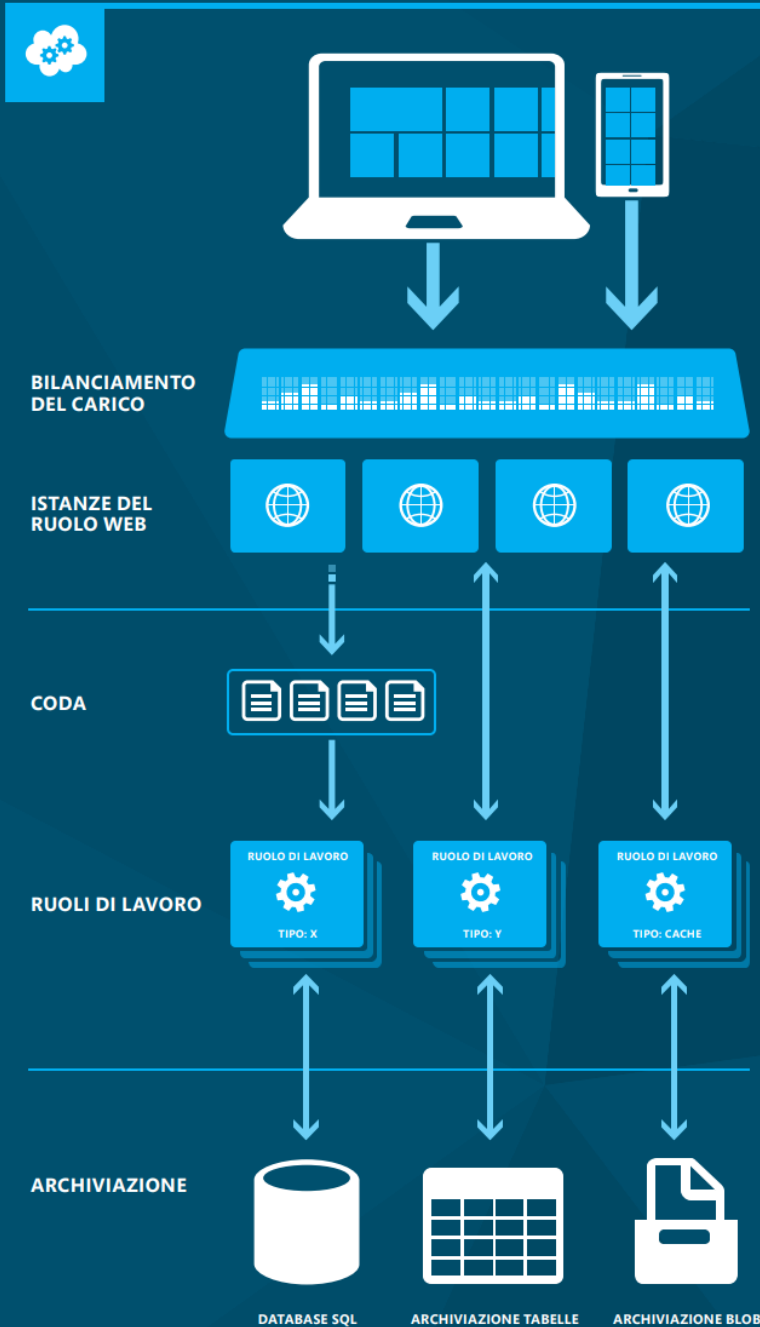 BILANCIAMENTO
DEL CARICO
ISTANZE DEL
RUOLO WEB
CODA
RUOLI DI LAVORO
RUOLO DI LAVORO
TIPO: X
RUOLO DI LAVORO
TIPO: Y
RUOLO DI LAVORO
TIPO: CACHE
ARCHIVIAZIONE
DATABASE SQL
ARCHIVIAZIONE TABELLE
ARCHIVIAZIONE BLOB